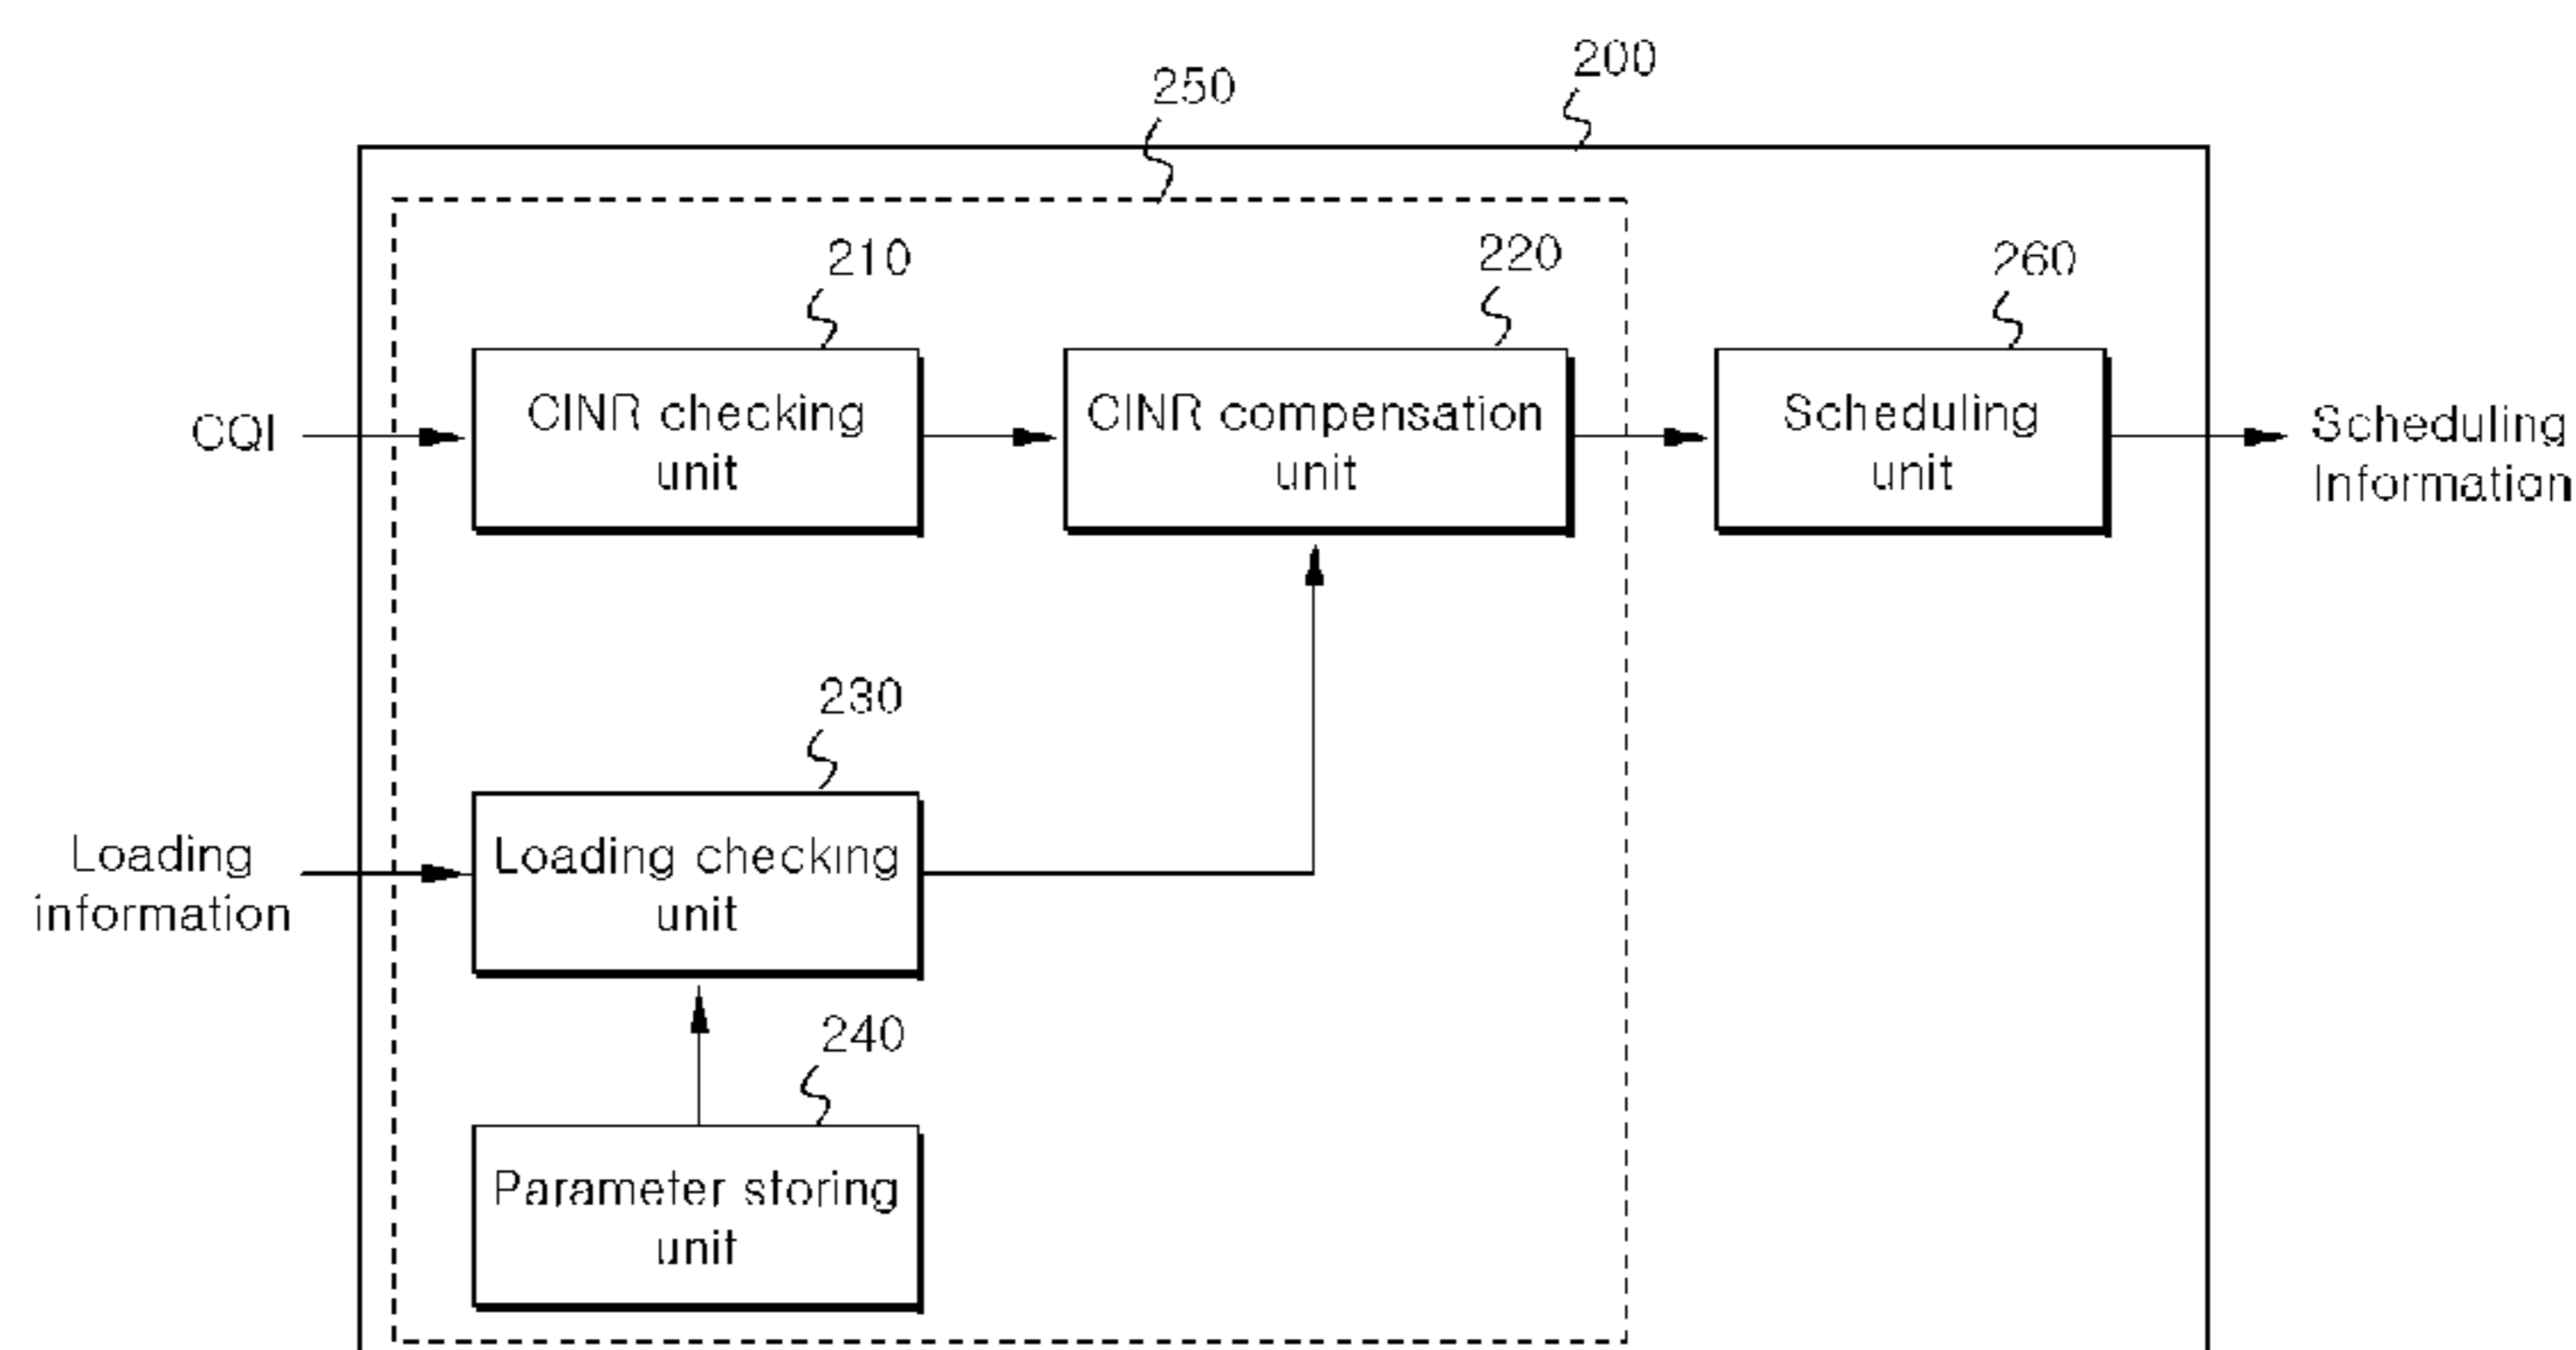 200
250
210
220
260
CQI
CINR checking
unit
CINR compensation
unit
Scheduling
unit
Scheduling
Information
230
Loading
information
Loading checking
unit
240
Parameter storing
unit